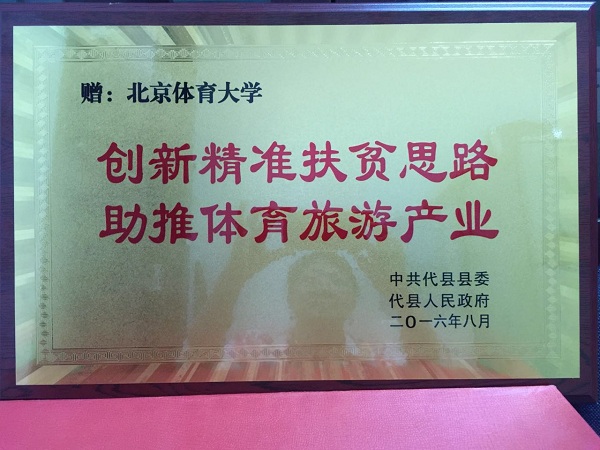 赠：北京体育大学
创新精准扶贫思路
助推体育旅游产业
中共代县县委
代县人民政府
二〇一六年八月